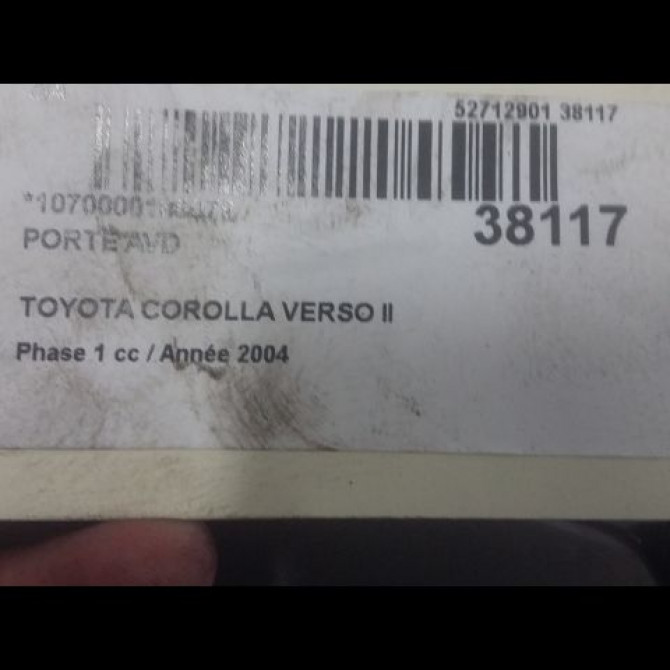 52712901 38117
38117
PORTE AVD
TOYOTA COROLLA VERSO II
Phase 1 cc / Année 2004